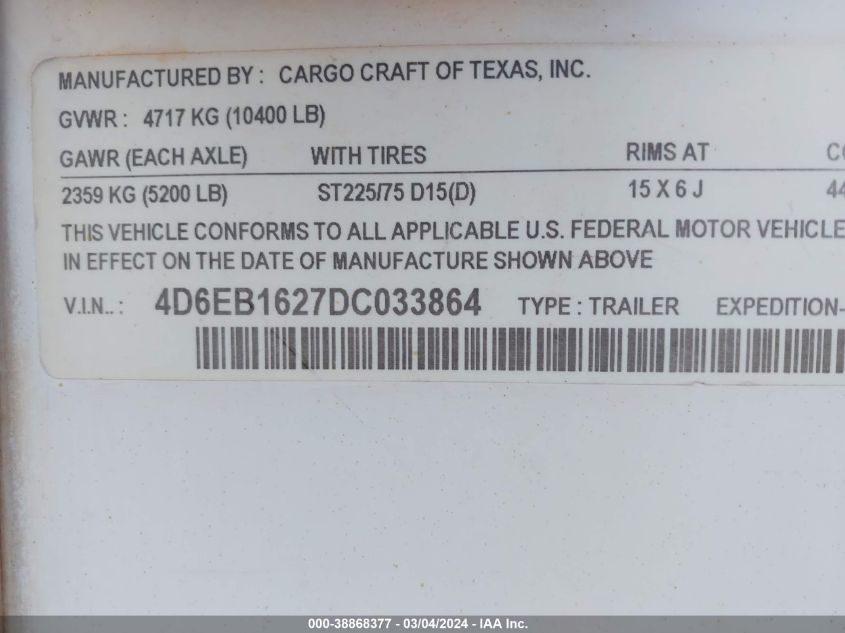 MANUFACTURED BY : CARGO CRAFT OF TEXAS, INC.
GVWR : 4717 KG (10400 LB)
GAWR (EACH AXLE) WITH TIRES RIMS AT CO
2359 KG (5200 LB) ST225/75 D15(D) 15 X 6 J 44
THIS VEHICLE CONFORMS TO ALL APPLICABLE U.S. FEDERAL MOTOR VEHICLE
IN EFFECT ON THE DATE OF MANUFACTURE SHOWN ABOVE
V.I.N.. : 4D6EB1627DC033864 TYPE : TRAILER EXPEDITION-
000-38868377 - 03/04/2024 - IAA Inc.